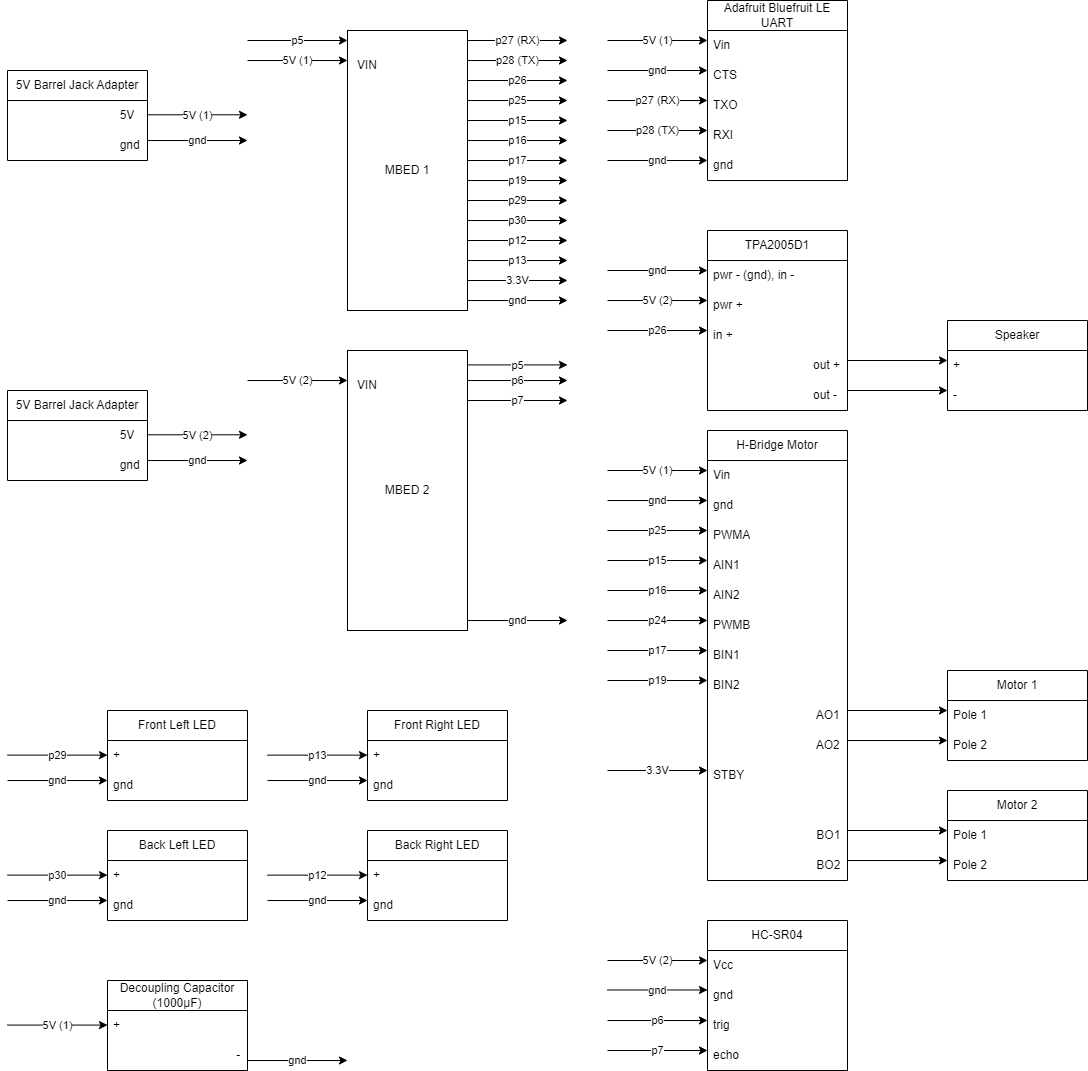 5V Barrel Jack Adapter
5V
gnd
5V (1)
gnd
p5
5V (1)
VIN
MBED 1
p27 (RX)
p28 (TX)
p26
p25
p15
p16
p17
p19
p29
p30
p12
p13
3.3V
gnd
Adafruit Bluefruit LE
UART
5V (1)
Vin
gnd
CTS
p27 (RX)
TXO
p28 (TX)
RXI
gnd
gnd
TPA2005D1
gnd
pwr - (gnd), in -
5V (2)
pwr +
p26
in +
out +
out -
Speaker
+
-
5V Barrel Jack Adapter
5V
gnd
5V (2)
gnd
5V (2)
VIN
MBED 2
p5
p6
p7
gnd
H-Bridge Motor
5V (1)
Vin
gnd
gnd
p25
PWMA
p15
AIN1
p16
AIN2
p24
PWMB
p17
BIN1
p19
BIN2
AO1
AO2
3.3V
STBY
BO1
BO2
Motor 1
Pole 1
Pole 2
Motor 2
Pole 1
Pole 2
Front Left LED
p29
+
gnd
gnd
Front Right LED
p13
+
gnd
gnd
Back Left LED
p30
+
gnd
gnd
Back Right LED
p12
+
gnd
gnd
Decoupling Capacitor
(1000μF)
5V (1)
+
-
gnd
HC-SR04
5V (2)
Vcc
gnd
gnd
p6
trig
p7
echo